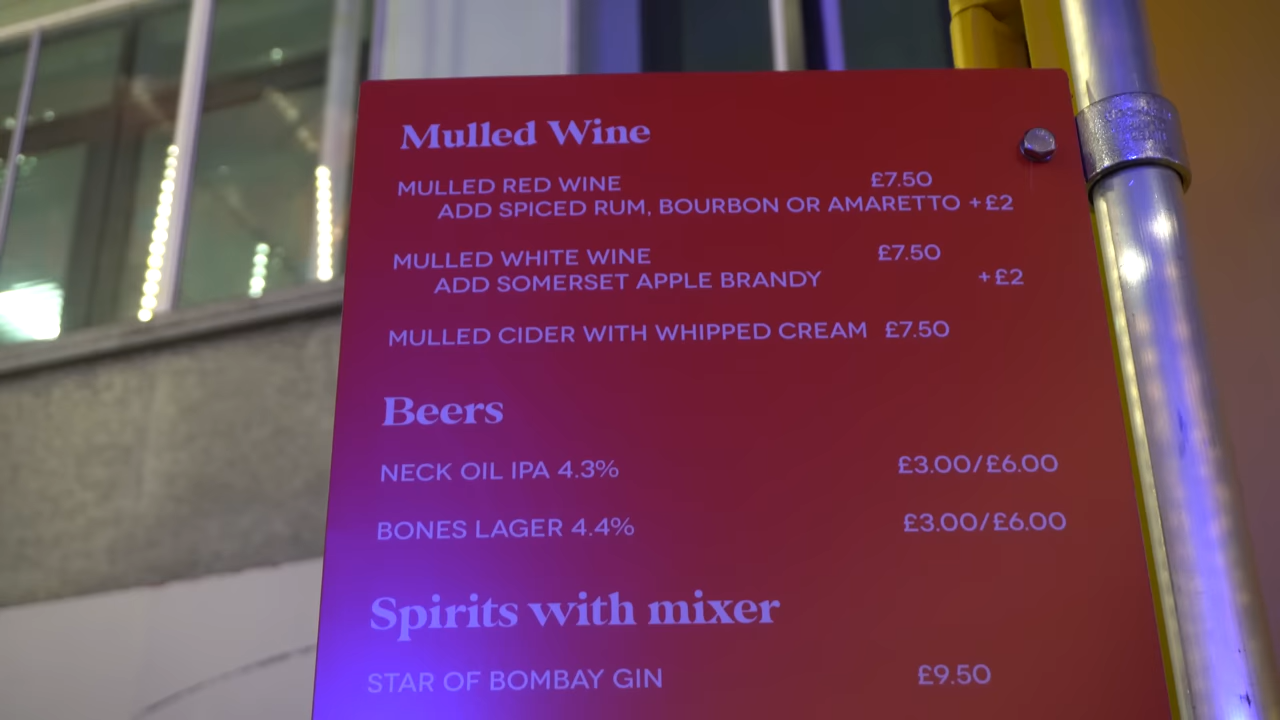 Mulled Wine
MULLED RED WINE £7.50
ADD SPICED RUM, BOURBON OR AMARETTO +£2
MULLED WHITE WINE £7.50
ADD SOMERSET APPLE BRANDY +£2
MULLED CIDER WITH WHIPPED CREAM £7.50
Beers
NECK OIL IPA 4.3% £3.00/£6.00
BONES LAGER 4.4% £3.00/£6.00
Spirits with mixer
STAR OF BOMBAY GIN £9.50